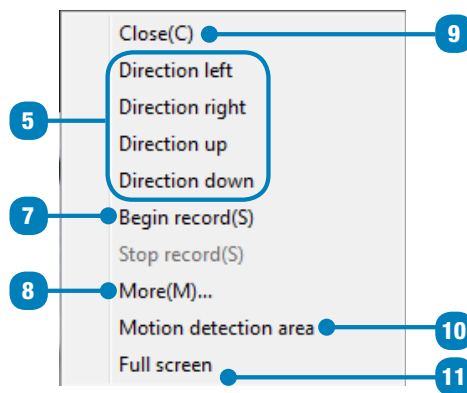 Close(C)
9
Direction left
Direction right
5
Direction up
Direction down
7
Begin record(S)
Stop record(S)
8
More(M)...
Motion detection area
10
Full screen
11